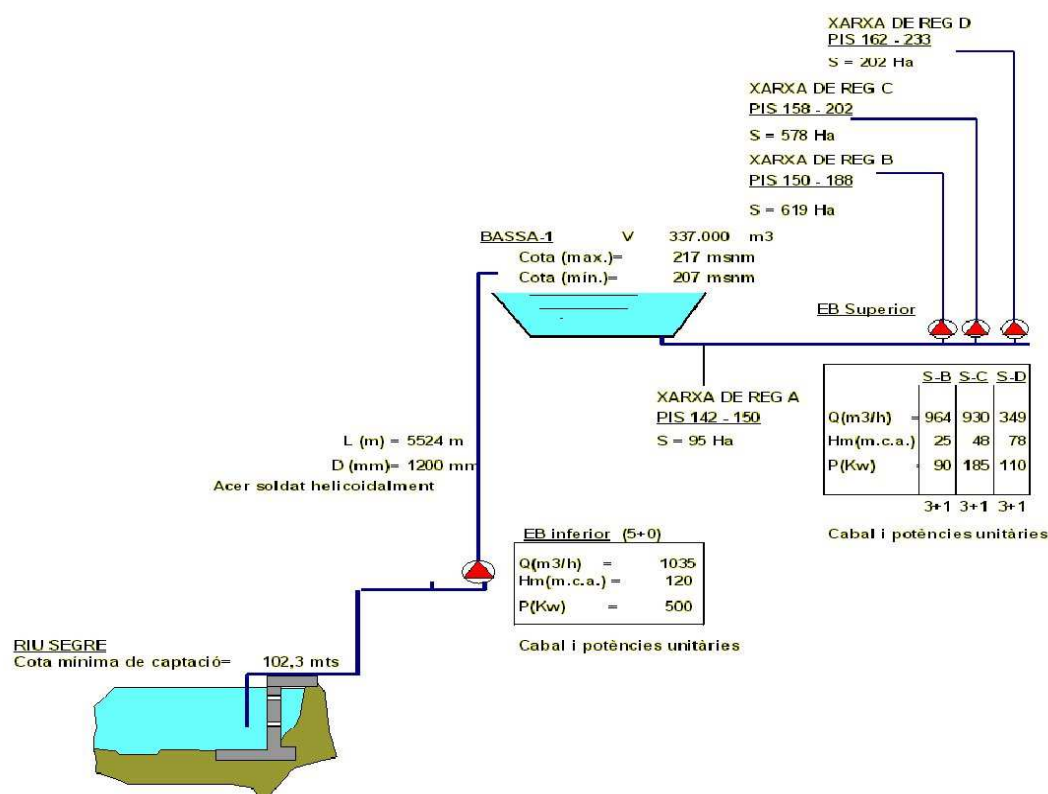 XARXA DE REG D
PIS 162 - 233
S = 202 Ha
XARXA DE REG C
PIS 158 - 202
S = 578 Ha
XARXA DE REG B
PIS 150 - 188
S = 619 Ha
BASSA-1 V 337.000 m3
Cota (max.)= 217 msnm
Cota (mín.)= 207 msnm
EB Superior
S-B S-C S-D
Q(m3/h) = 964 930 349
Hm(m.c.a.) 25 48 78
P(Kw) = 90 185 110
3+1 3+1 3+1
Cabal i potències unitàries
XARXA DE REG A
PIS 142 - 150
S = 95 Ha
L (m) = 5524 m
D (mm)= 1200 mm
Acer soldat helicoidalment
EB inferior (5+0)
Q(m3/h) = 1035
Hm(m.c.a.) = 120
P(Kw) = 500
Cabal i potències unitàries
RIU SEGRE
Cota mínima de captació= 102,3 mts